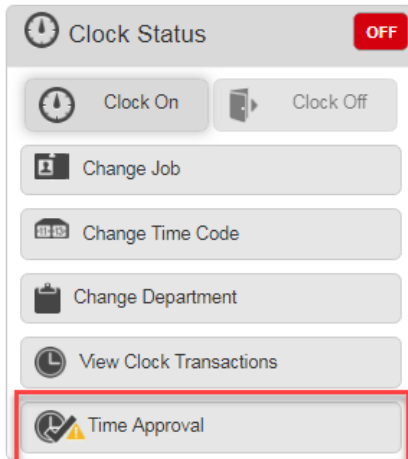 Clock Status
OFF
Clock On
Clock Off
Change Job
Change Time Code
Change Department
View Clock Transactions
Time Approval